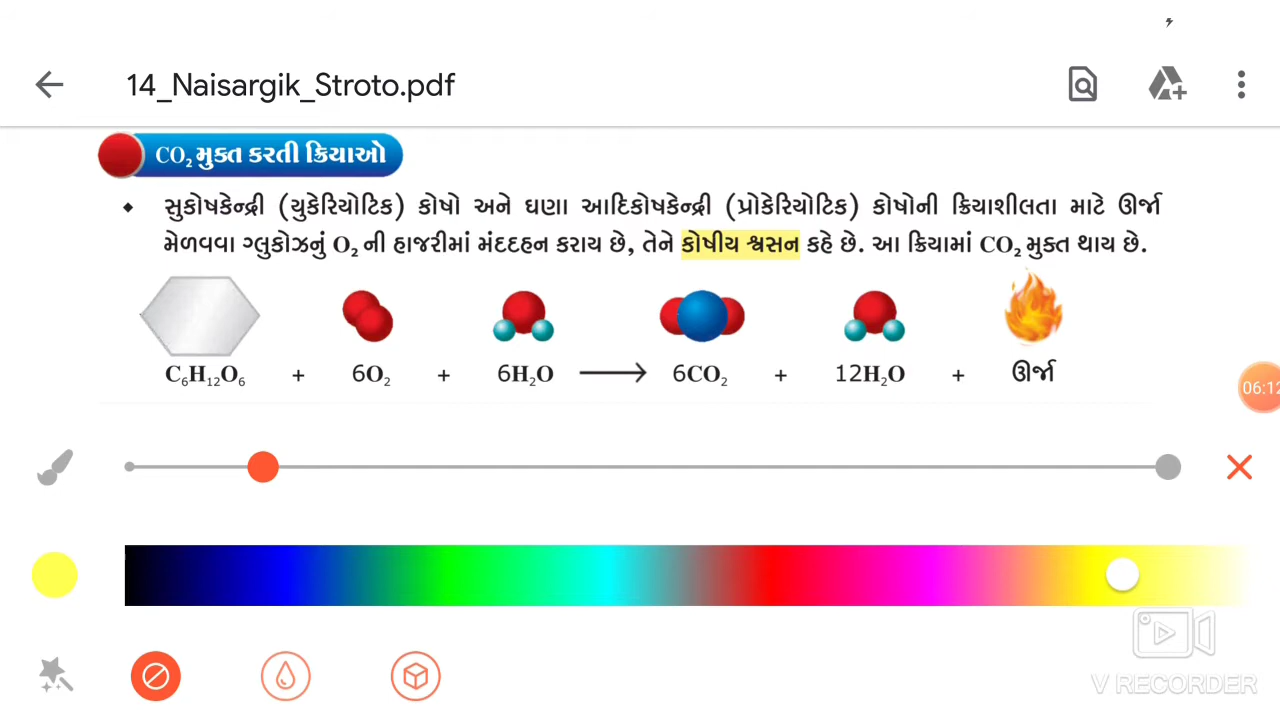 14_Naisargik_Stroto.pdf
CO₂ મુક્ત કરતી ક્રિયાઓ
સુકોષકેન્દ્રી (યુકેરિયોટિક) કોષો અને ઘણા આદિકોષકેન્દ્રી (પ્રોકેરિયોટિક) કોષોની ક્રિયાશીલતા માટે ઊર્જા
મેળવવા ગ્લુકોઝનું O₂ ની હાજરીમાં મંદદહન કરાય છે, તેને કોષીય શ્વસન કહે છે. આ ક્રિયામાં CO₂ મુક્ત થાય છે.
C₆H₁₂O₆ + 6O₂ + 6H₂O ⟶ 6CO₂ + 12H₂O + ઊર્જા
06:12
V RECORDER